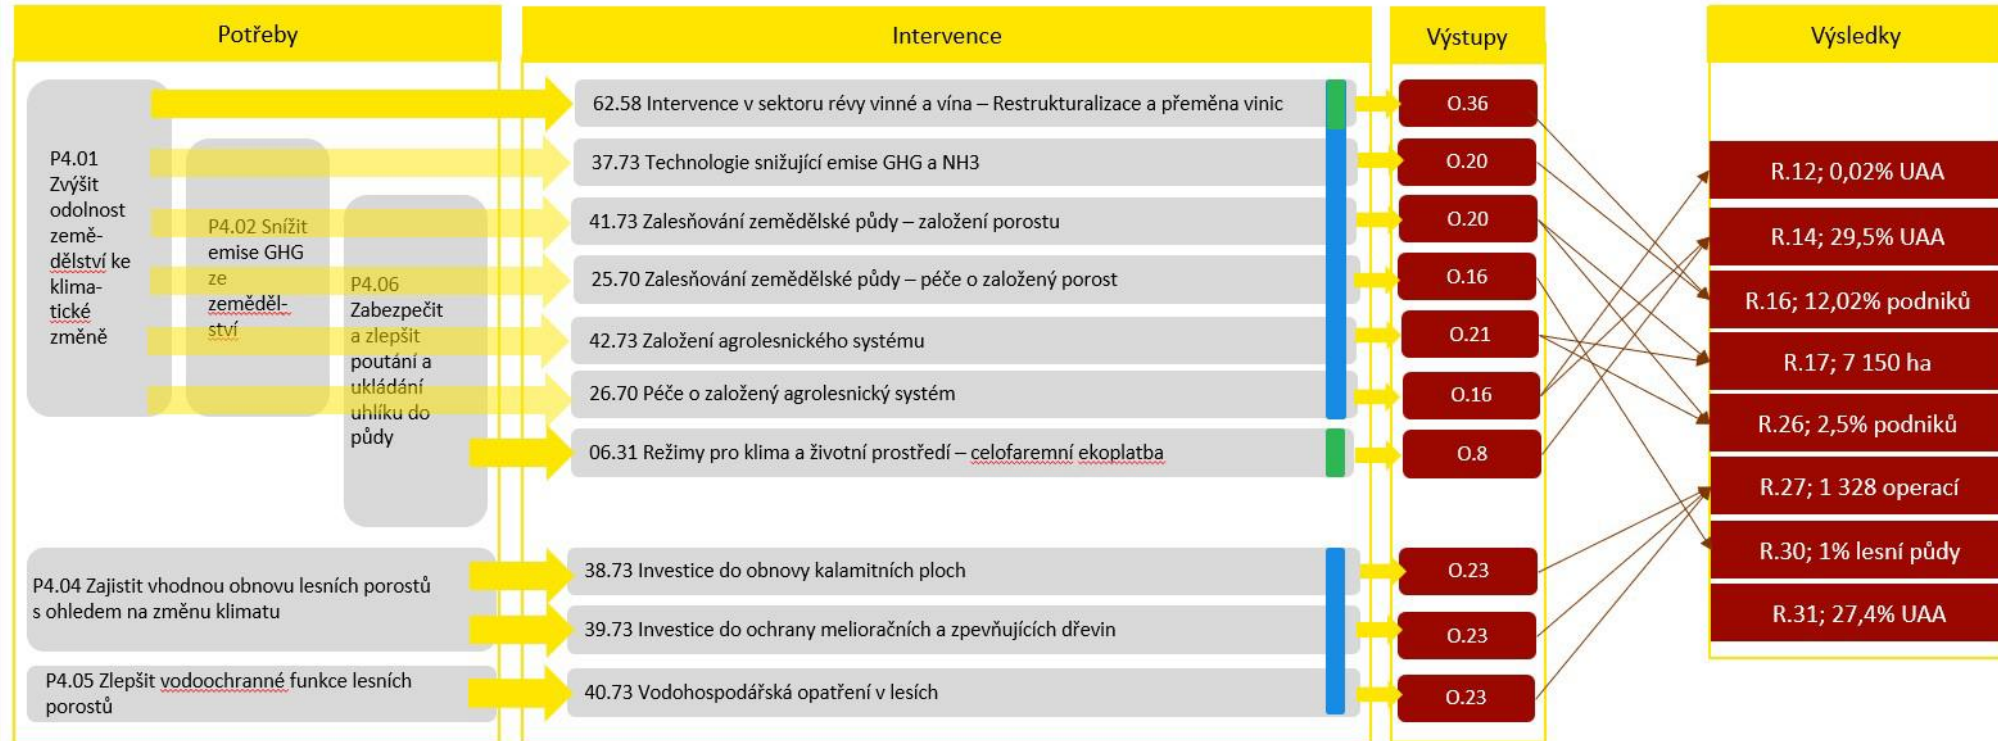 Potřeby
Intervence
Výstupy
Výsledky
P4.01
Zvýšit
odolnost
země-
dělství ke
klima-
tické
změně
P4.02 Snížit
emise GHG
ze
zeměděl-
ství
P4.06
Zabezpečit
a zlepšit
poutání a
ukládání
uhlíku do
půdy
P4.04 Zajistit vhodnou obnovu lesních porostů
s ohledem na změnu klimatu
P4.05 Zlepšit vodoochranné funkce lesních
porostů
62.58 Intervence v sektoru révy vinné a vína – Restrukturalizace a přeměna vinic
37.73 Technologie snižující emise GHG a NH3
41.73 Zalesňování zemědělské půdy – založení porostu
25.70 Zalesňování zemědělské půdy – péče o založený porost
42.73 Založení agrolesnického systému
26.70 Péče o založený agrolesnický systém
06.31 Režimy pro klima a životní prostředí – celofaremní ekoplatba
38.73 Investice do obnovy kalamitních ploch
39.73 Investice do ochrany melioračních a zpevňujících dřevin
40.73 Vodohospodářská opatření v lesích
O.36
O.20
O.20
O.16
O.21
O.16
O.8
O.23
O.23
O.23
R.12; 0,02% UAA
R.14; 29,5% UAA
R.16; 12,02% podniků
R.17; 7 150 ha
R.26; 2,5% podniků
R.27; 1 328 operací
R.30; 1% lesní půdy
R.31; 27,4% UAA